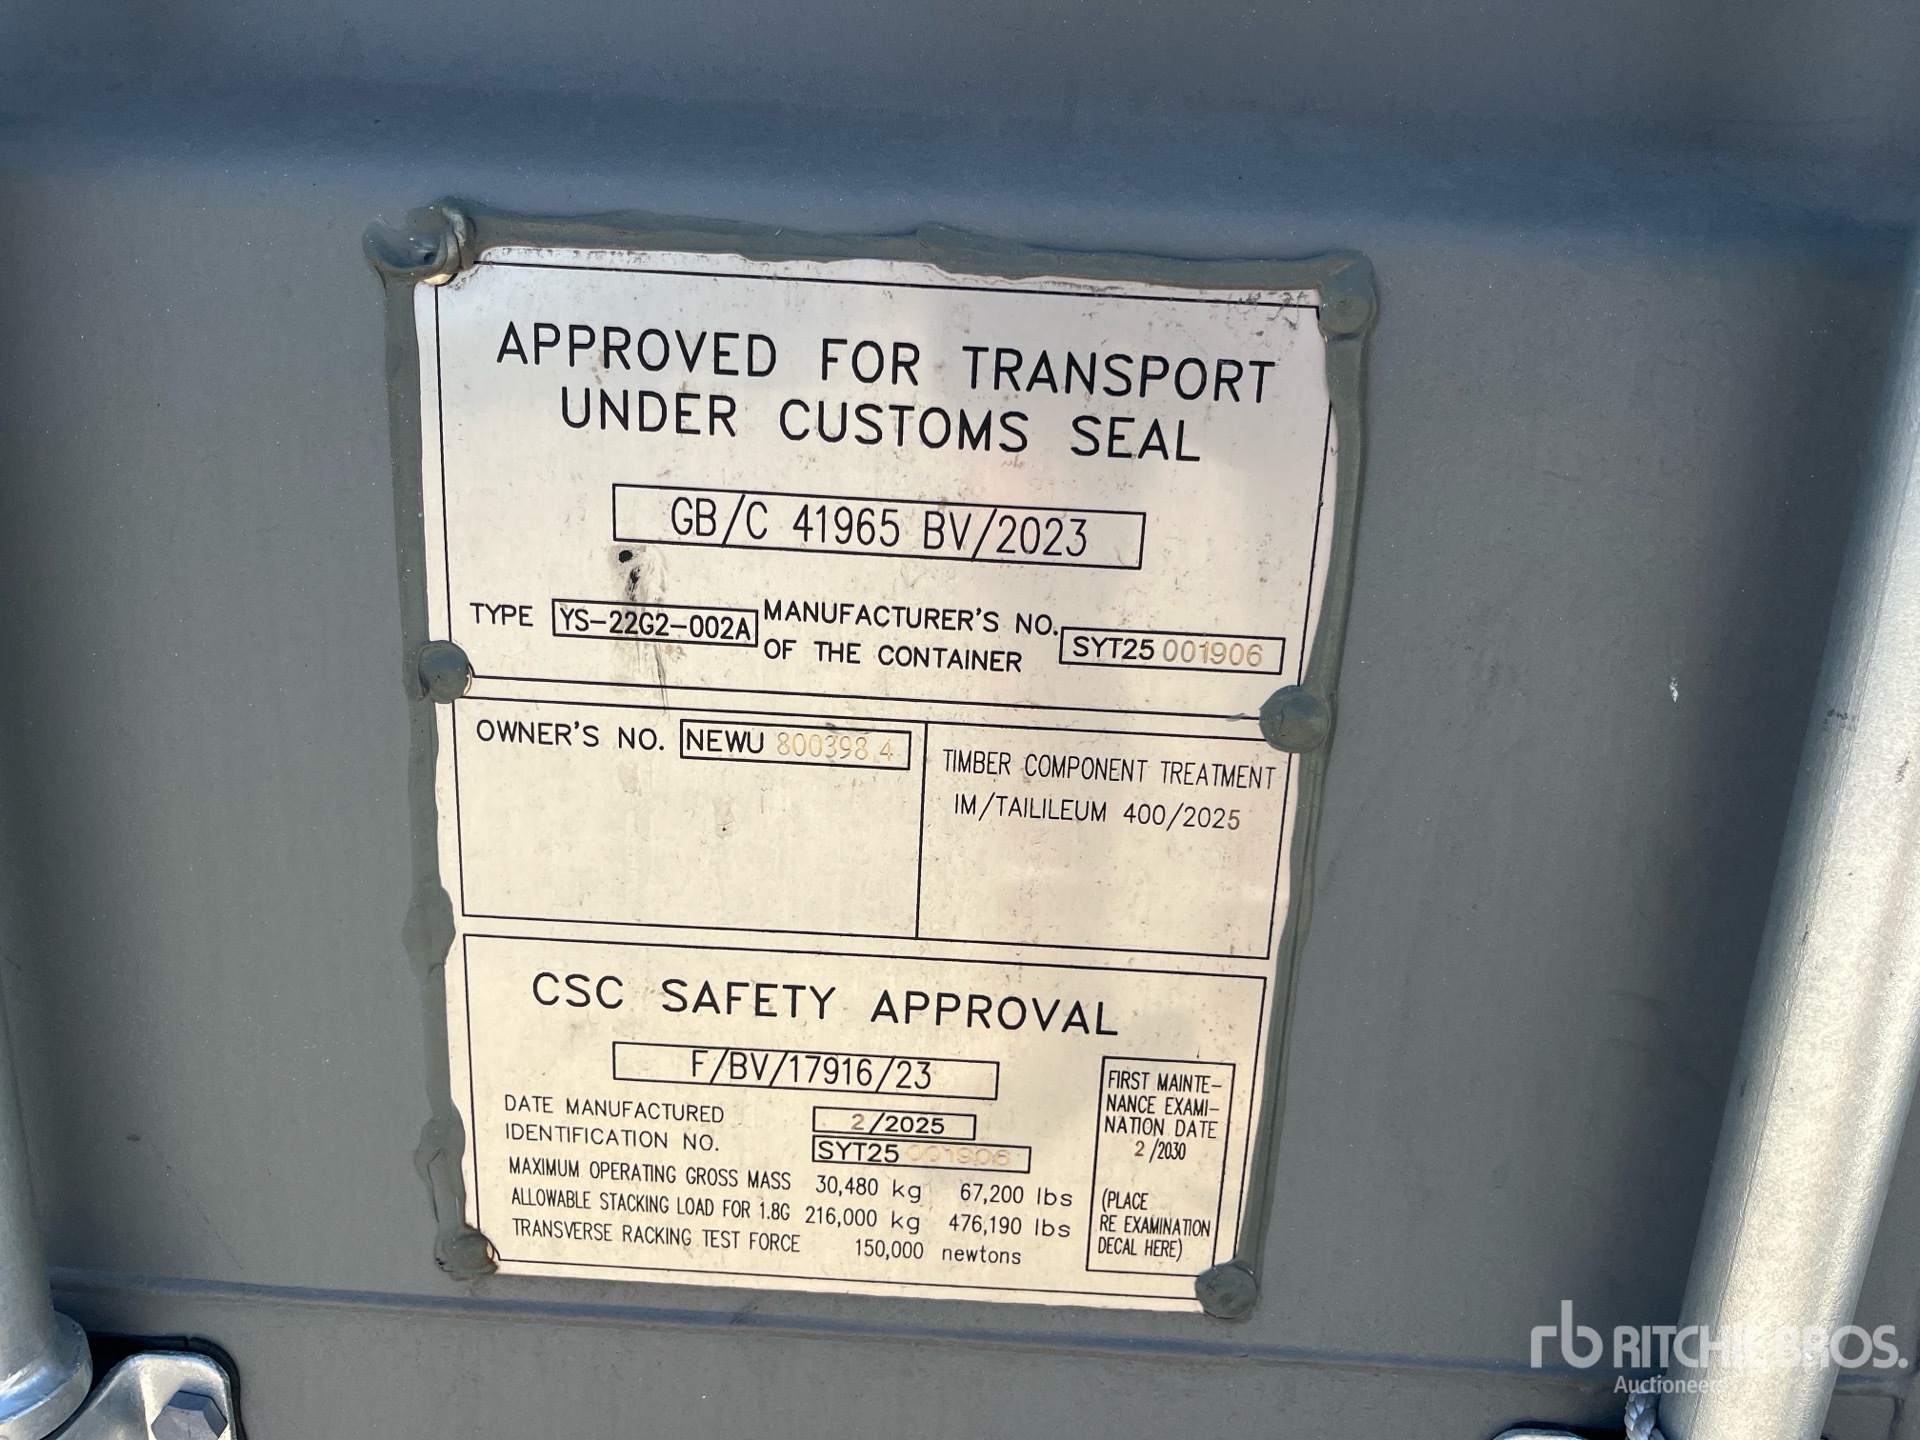 APPROVED FOR TRANSPORT
UNDER CUSTOMS SEAL
GB/C 41965 BV/2023
TYPE YS-22G2-002A MANUFACTURER'S NO. OF THE CONTAINER SYT25 001906
OWNER'S NO. NEWU 800398 4
TIMBER COMPONENT TREATMENT
IM/TAILILEUM 400/2025
CSC SAFETY APPROVAL
F/BV/17916/23
DATE MANUFACTURED 2/2025
IDENTIFICATION NO. SYT25 001906
MAXIMUM OPERATING GROSS MASS 30,480 kg 67,200 lbs
ALLOWABLE STACKING LOAD FOR 1.8G 216,000 kg 476,190 lbs
TRANSVERSE RACKING TEST FORCE 150,000 newtons
FIRST MAINTE-
NANCE EXAMI-
NATION DATE
2 /2030
(PLACE
RE EXAMINATION
DECAL HERE)
rb RITCHIE BROS.
Auctioneers